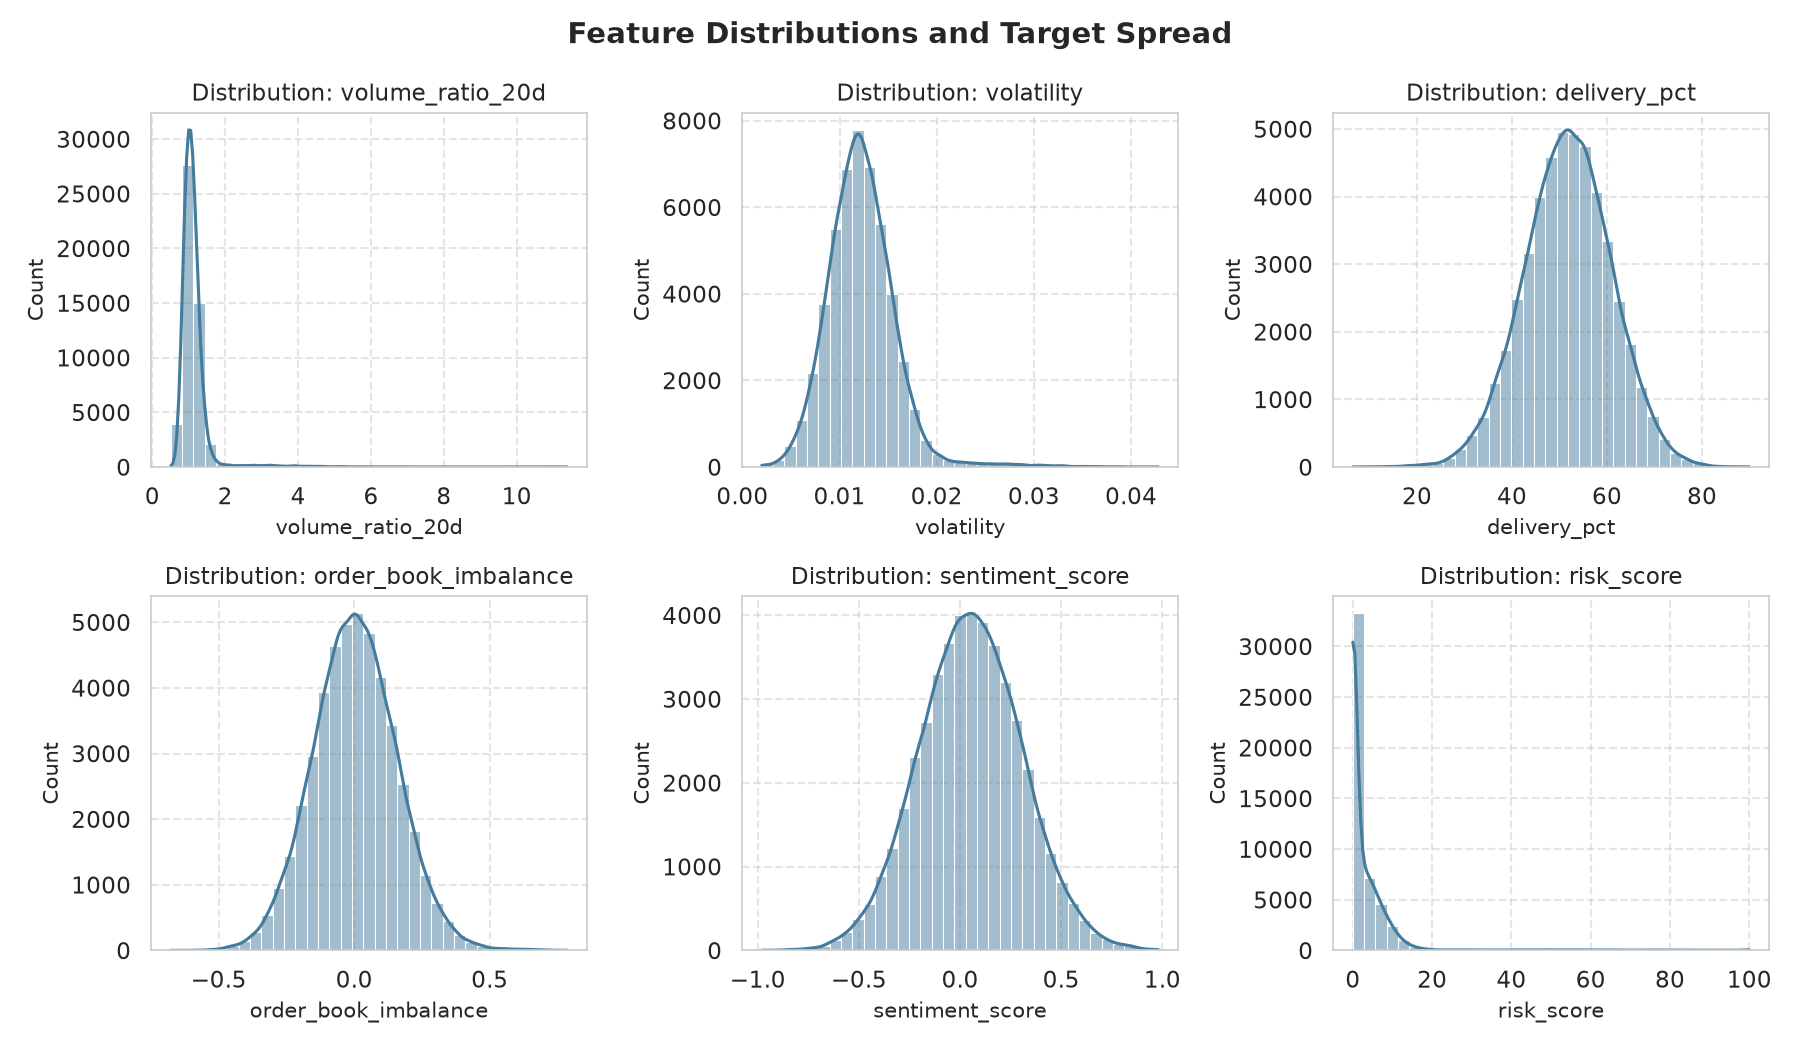 Feature Distributions and Target Spread
Distribution: volume_ratio_20d
30000
25000
20000
15000
10000
5000
0
Count
0 2 4 6 8 10
volume_ratio_20d
Distribution: volatility
8000
6000
4000
2000
0
Count
0.00 0.01 0.02 0.03 0.04
volatility
Distribution: delivery_pct
5000
4000
3000
2000
1000
0
Count
20 40 60 80
delivery_pct
Distribution: order_book_imbalance
5000
4000
3000
2000
1000
0
Count
−0.5 0.0 0.5
order_book_imbalance
Distribution: sentiment_score
4000
3000
2000
1000
0
Count
−1.0 −0.5 0.0 0.5 1.0
sentiment_score
Distribution: risk_score
30000
25000
20000
15000
10000
5000
0
Count
0 20 40 60 80 100
risk_score